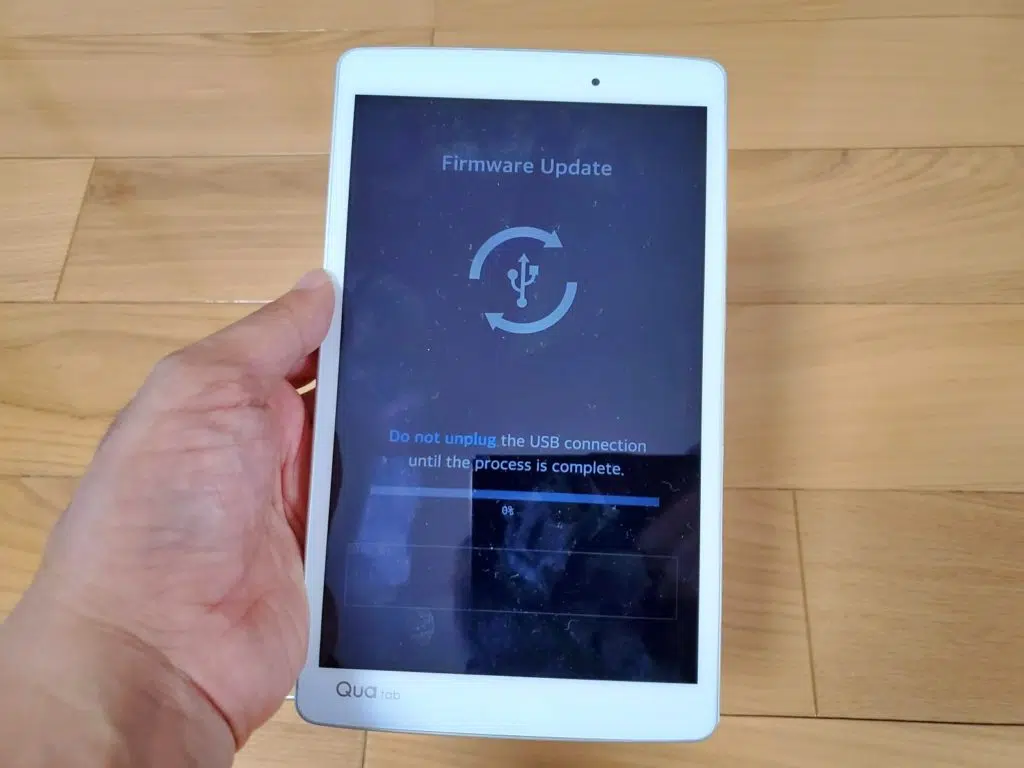 Firmware Update
Do not unplug the USB connection
until the process is complete.
0%
Qua tab